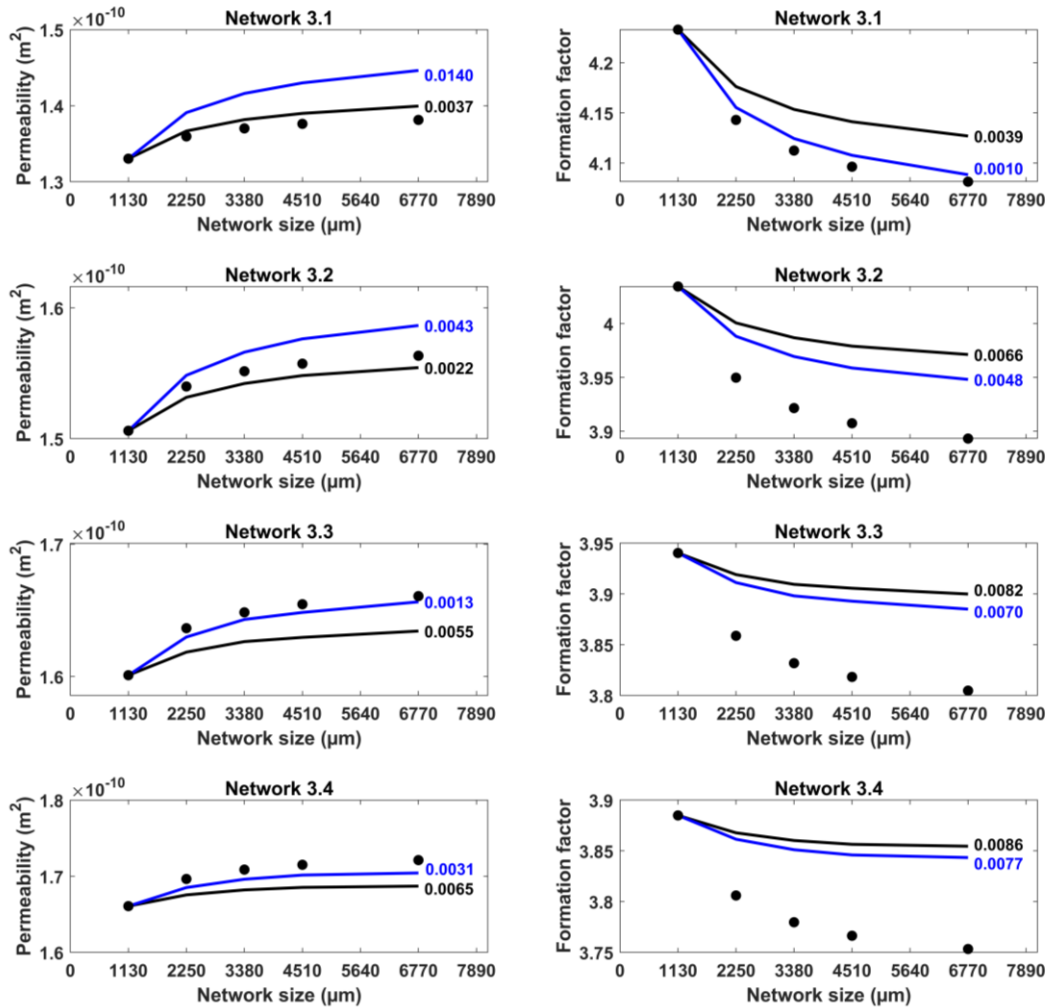 ×10⁻¹⁰
Network 3.1
Permeability (m²)
1.5
1.4
1.3
0.0140
0.0037
0 1130 2250 3380 4510 5640 6770 7890
Network size (µm)
Network 3.1
Formation factor
4.2
4.15
4.1
0.0039
0.0010
0 1130 2250 3380 4510 5640 6770 7890
Network size (µm)
×10⁻¹⁰
Network 3.2
Permeability (m²)
1.6
1.5
0.0043
0.0022
0 1130 2250 3380 4510 5640 6770 7890
Network size (µm)
Network 3.2
Formation factor
4
3.95
3.9
0.0066
0.0048
0 1130 2250 3380 4510 5640 6770 7890
Network size (µm)
×10⁻¹⁰
Network 3.3
Permeability (m²)
1.7
1.6
0.0013
0.0055
0 1130 2250 3380 4510 5640 6770 7890
Network size (µm)
Network 3.3
Formation factor
3.95
3.9
3.85
3.8
0.0082
0.0070
0 1130 2250 3380 4510 5640 6770 7890
Network size (µm)
×10⁻¹⁰
Network 3.4
Permeability (m²)
1.8
1.7
1.6
0.0031
0.0065
0 1130 2250 3380 4510 5640 6770 7890
Network size (µm)
Network 3.4
Formation factor
3.9
3.85
3.8
3.75
0.0086
0.0077
0 1130 2250 3380 4510 5640 6770 7890
Network size (µm)